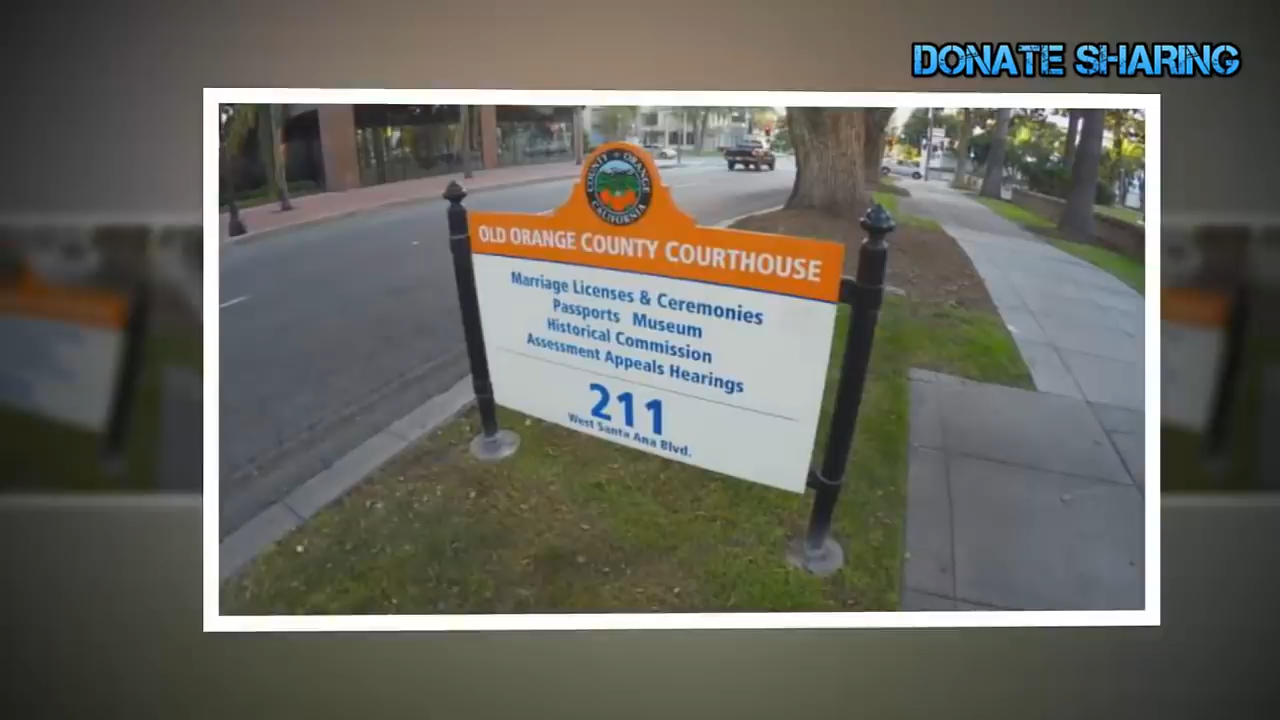 DONATE SHARING
COUNTY OF ORANGE
CALIFORNIA
OLD ORANGE COUNTY COURTHOUSE
Marriage Licenses & Ceremonies
Passports Museum
Historical Commission
Assessment Appeals Hearings
211
West Santa Ana Blvd.